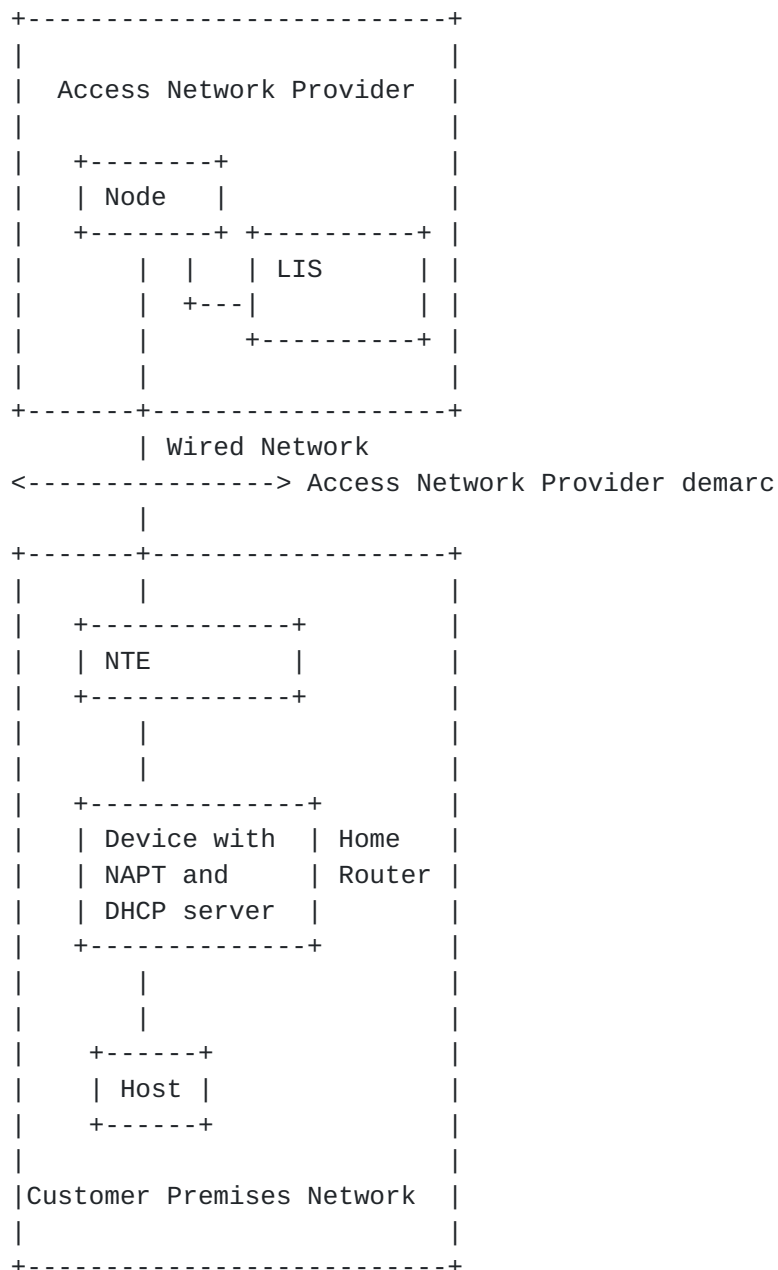 Access Network Provider
Node
LIS
Wired Network
Access Network Provider demarc
NTE
Device with Home
NAPT and Router
DHCP server
Host
Customer Premises Network